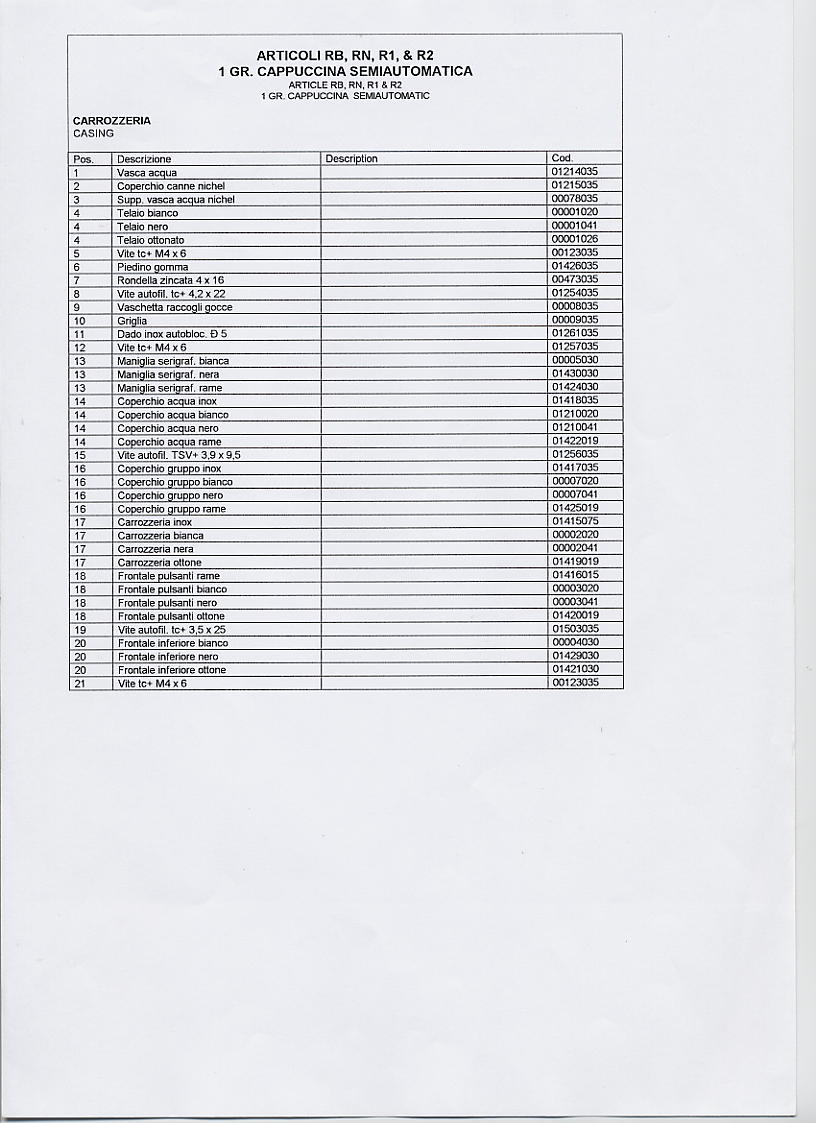 ARTICOLI RB, RN, R1, & R2
1 GR. CAPPUCCINA SEMIAUTOMATICA
ARTICLE RB, RN, R1 & R2
1 GR. CAPPUCCINA SEMIAUTOMATIC
CARROZZERIA
CASING
Pos. Descrizione Description Cod.
1 Vasca acqua 01214035
2 Coperchio canne nichel 01215035
3 Supp. vasca acqua nichel 00078035
4 Telaio bianco 00001020
4 Telaio nero 00001041
4 Telaio ottonato 00001026
5 Vite tc+ M4 x 6 00123035
6 Piedino gomma 01426035
7 Rondella zincata 4 x 16 00473035
8 Vite autofil. tc+ 4,2 x 22 01254035
9 Vaschetta raccogli gocce 00008035
10 Griglia 00009035
11 Dado inox autobloc. Ð 5 01261035
12 Vite tc+ M4 x 6 01257035
13 Maniglia serigraf. bianca 00005030
13 Maniglia serigraf. nera 01430030
13 Maniglia serigraf. rame 01424030
14 Coperchio acqua inox 01418035
14 Coperchio acqua bianco 01210020
14 Coperchio acqua nero 01210041
14 Coperchio acqua rame 01422019
15 Vite autofil. TSV+ 3,9 x 9,5 01256035
16 Coperchio gruppo inox 01417035
16 Coperchio gruppo bianco 00007020
16 Coperchio gruppo nero 00007041
16 Coperchio gruppo rame 01425019
17 Carrozzeria inox 01415075
17 Carrozzeria bianca 00002020
17 Carrozzeria nera 00002041
17 Carrozzeria ottone 01419019
18 Frontale pulsanti rame 01416015
18 Frontale pulsanti bianco 00003020
18 Frontale pulsanti nero 00003041
18 Frontale pulsanti ottone 01420019
19 Vite autofil. tc+ 3,5 x 25 01503035
20 Frontale inferiore bianco 00004030
20 Frontale inferiore nero 01429030
20 Frontale inferiore ottone 01421030
21 Vite tc+ M4 x 6 00123035